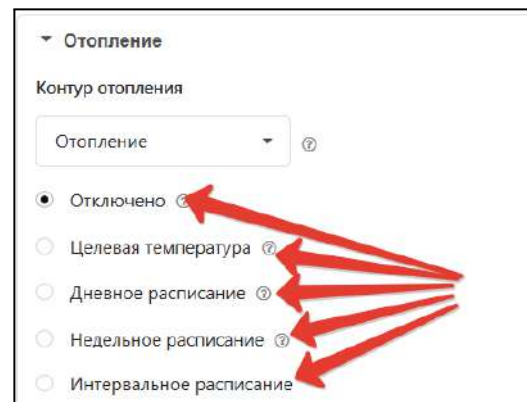 Отопление
Контур отопления
Отопление
Отключено
Целевая температура
Дневное расписание
Недельное расписание
Интервальное расписание